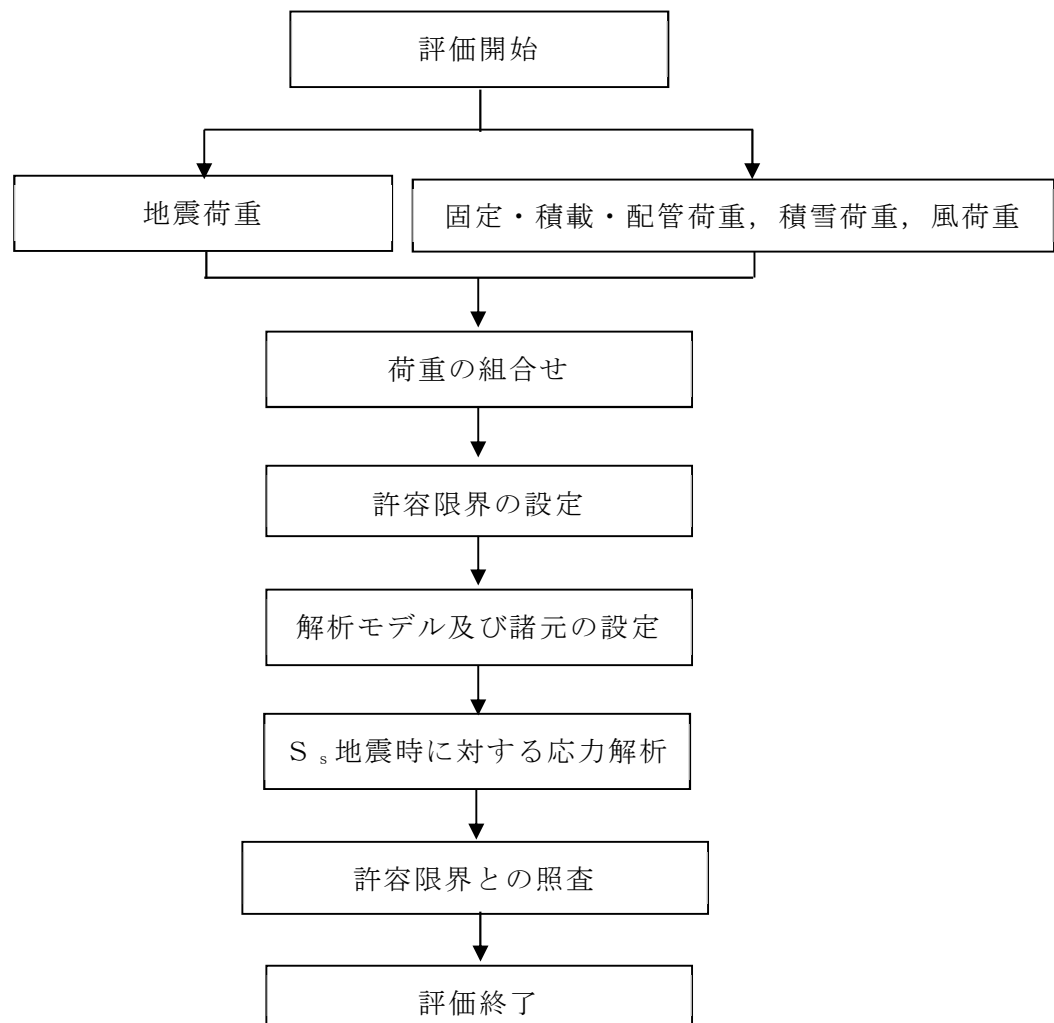 評価開始
地震荷重
固定・積載・配管荷重，積雪荷重，風荷重
荷重の組合せ
許容限界の設定
解析モデル及び諸元の設定
Ｓｓ地震時に対する応力解析
許容限界との照査
評価終了